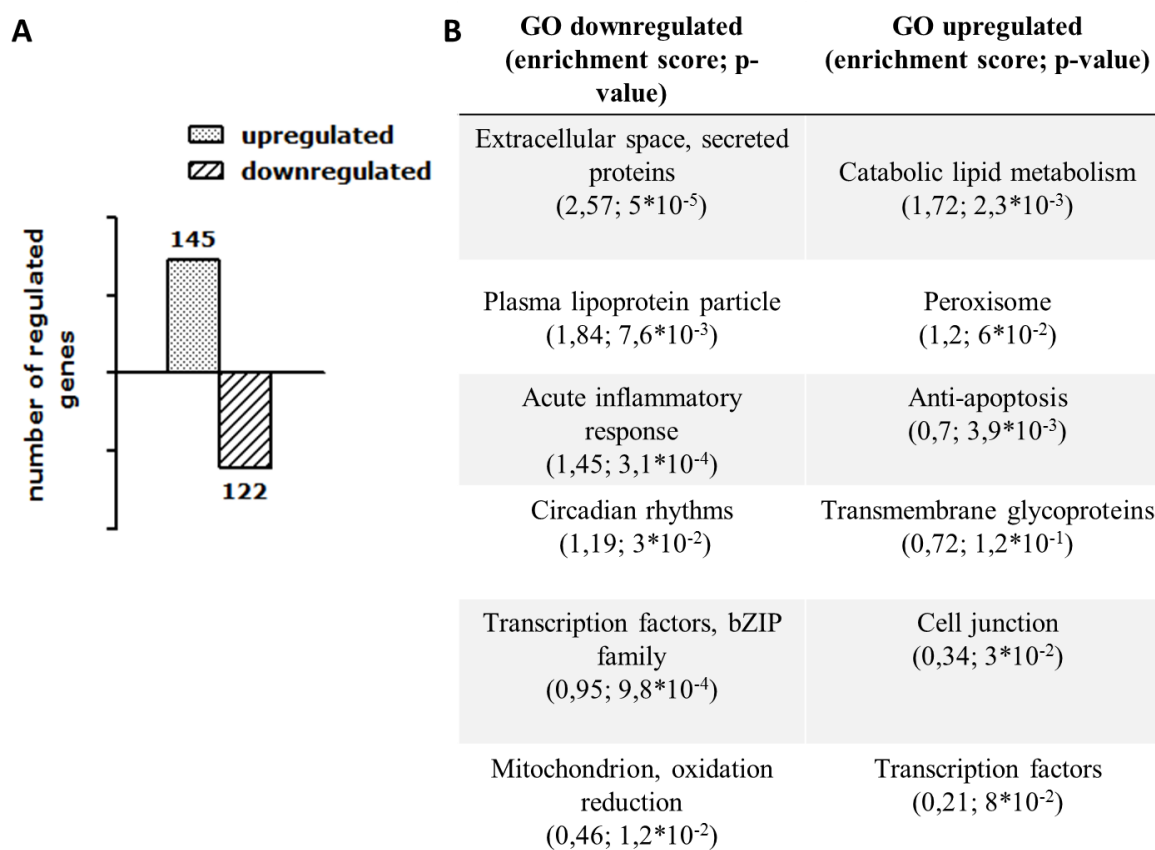 A
upregulated
downregulated
number of regulated
genes
145
122
B
GO downregulated
(enrichment score; p-
value)
GO upregulated
(enrichment score; p-value)
Extracellular space, secreted
proteins
(2,57; 5*10⁻⁵)
Catabolic lipid metabolism
(1,72; 2,3*10⁻³)
Plasma lipoprotein particle
(1,84; 7,6*10⁻³)
Peroxisome
(1,2; 6*10⁻²)
Acute inflammatory
response
(1,45; 3,1*10⁻⁴)
Anti-apoptosis
(0,7; 3,9*10⁻³)
Circadian rhythms
(1,19; 3*10⁻²)
Transmembrane glycoproteins
(0,72; 1,2*10⁻¹)
Transcription factors, bZIP
family
(0,95; 9,8*10⁻⁴)
Cell junction
(0,34; 3*10⁻²)
Mitochondrion, oxidation
reduction
(0,46; 1,2*10⁻²)
Transcription factors
(0,21; 8*10⁻²)